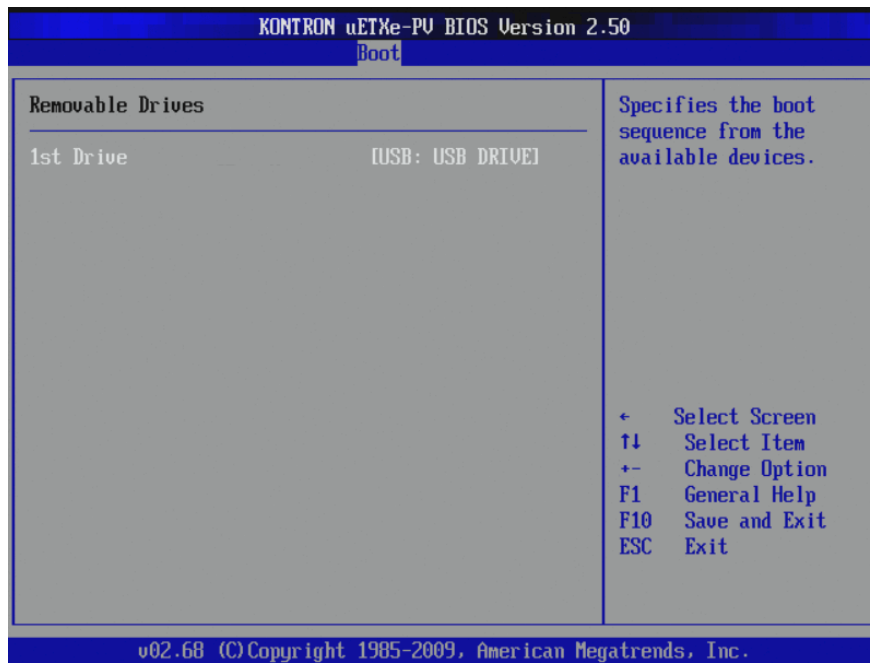 KONTRON uETXe-PV BIOS Version 2.50
Boot
Removable Drives
1st Drive [USB: USB DRIVE]
Specifies the boot
sequence from the
available devices.
← Select Screen
↑↓ Select Item
+- Change Option
F1 General Help
F10 Save and Exit
ESC Exit
v02.68 (C)Copyright 1985-2009, American Megatrends, Inc.